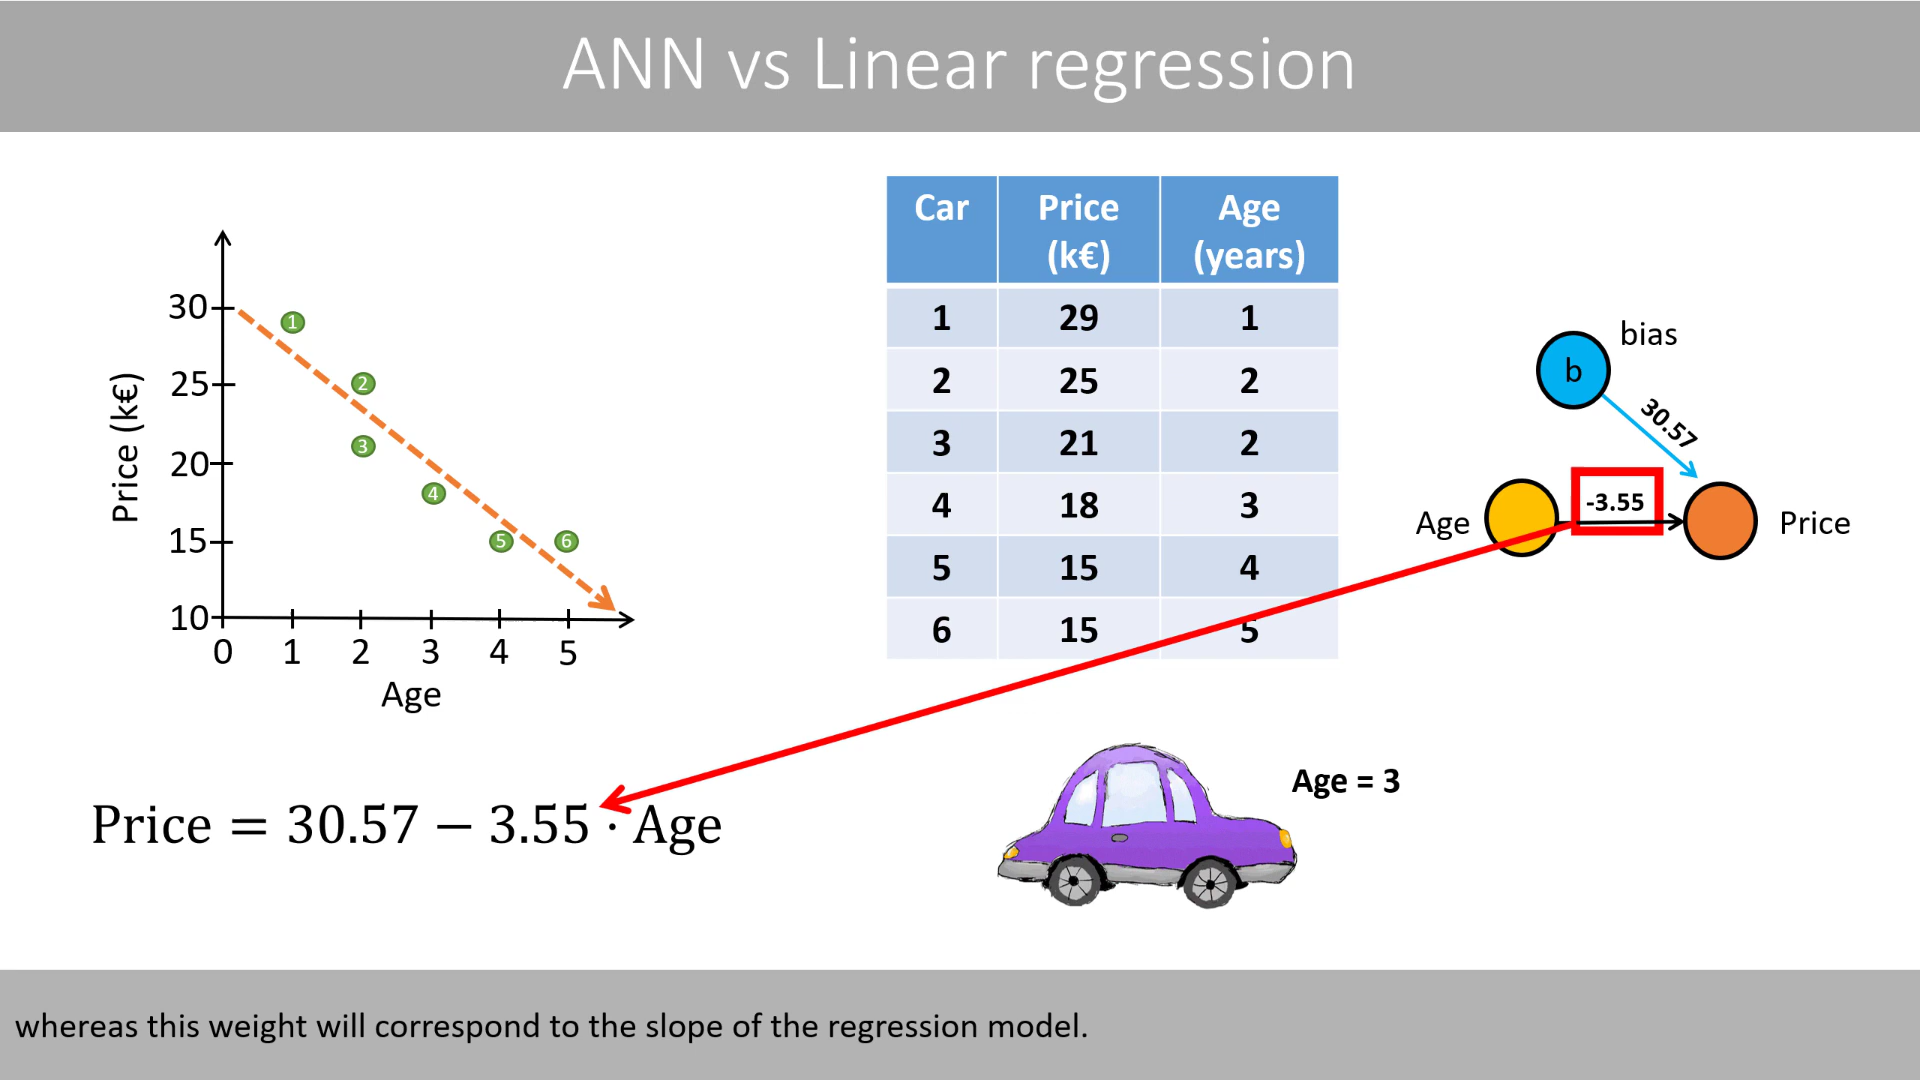 ANN vs Linear regression
Price (k€)
30
25
20
15
10
0 1 2 3 4 5
Age
1
2
3
4
5
6
Car Price (k€) Age (years)
1 29 1
2 25 2
3 21 2
4 18 3
5 15 4
6 15 5
bias
b
30.57
-3.55
Age
Price
Price = 30.57 − 3.55 · Age
Age = 3
whereas this weight will correspond to the slope of the regression model.